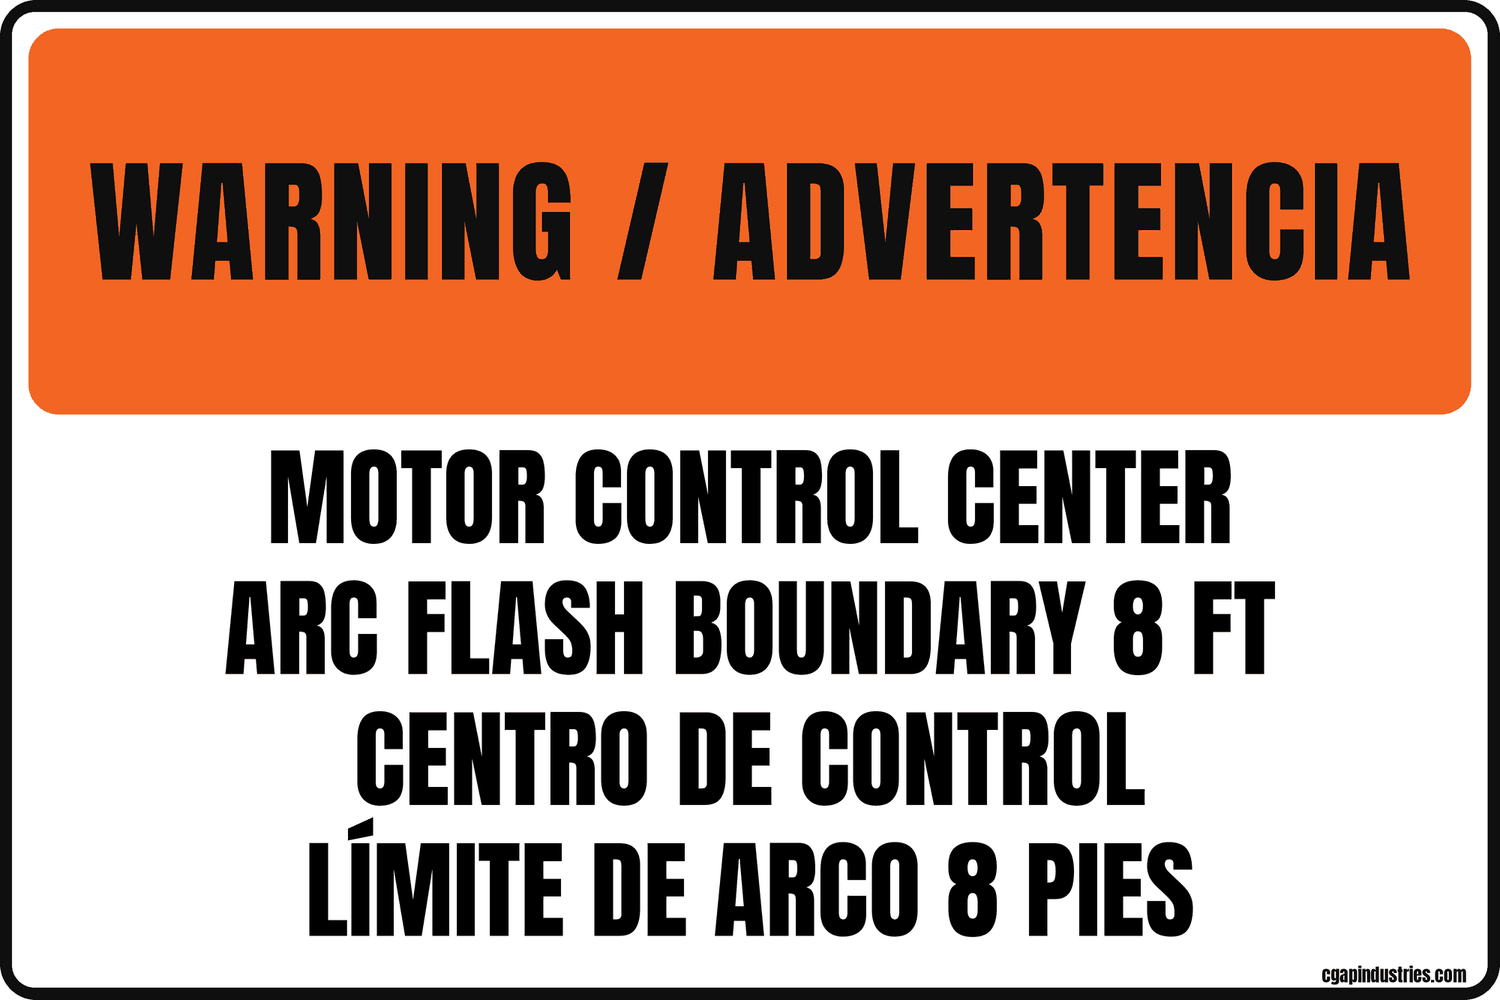 WARNING / ADVERTENCIA
MOTOR CONTROL CENTER
ARC FLASH BOUNDARY 8 FT
CENTRO DE CONTROL
LÍMITE DE ARCO 8 PIES
cgapindustries.com